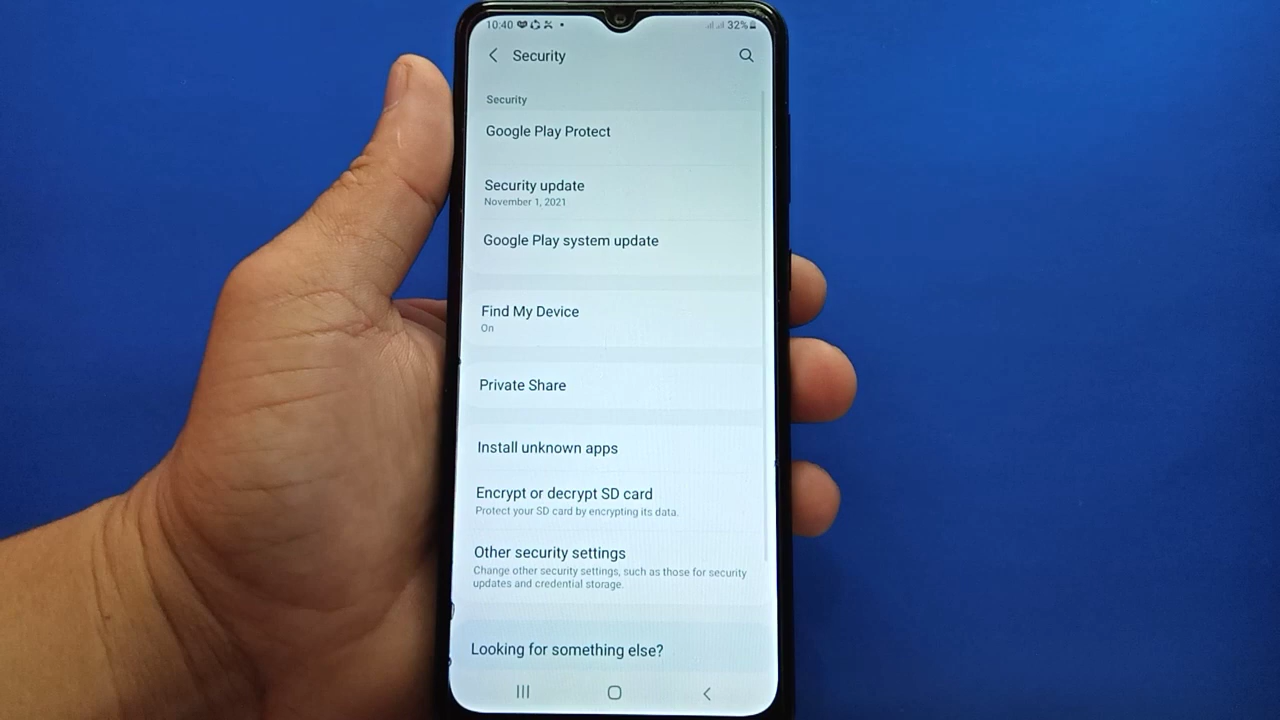 10:40 32%
Security
Security
Google Play Protect
Security update
November 1, 2021
Google Play system update
Find My Device
On
Private Share
Install unknown apps
Encrypt or decrypt SD card
Protect your SD card by encrypting its data.
Other security settings
Change other security settings, such as those for security
updates and credential storage.
Looking for something else?